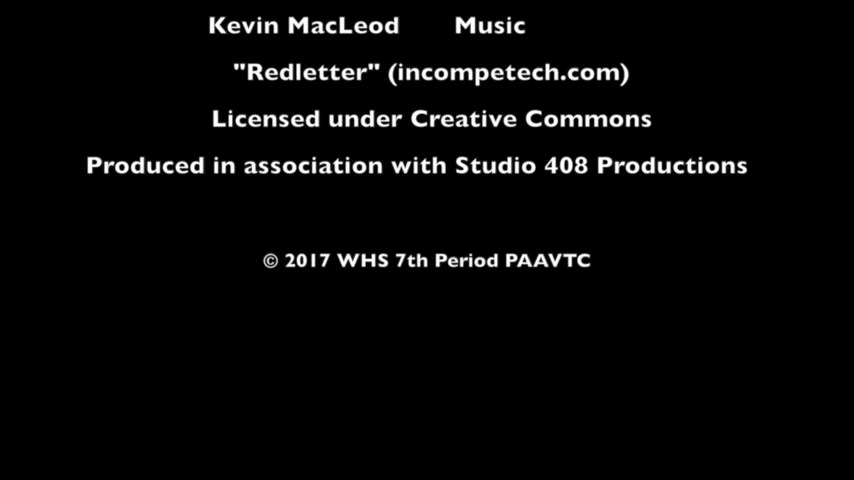 Kevin MacLeod Music
"Redletter" (incompetech.com)
Licensed under Creative Commons
Produced in association with Studio 408 Productions
© 2017 WHS 7th Period PAAVTC